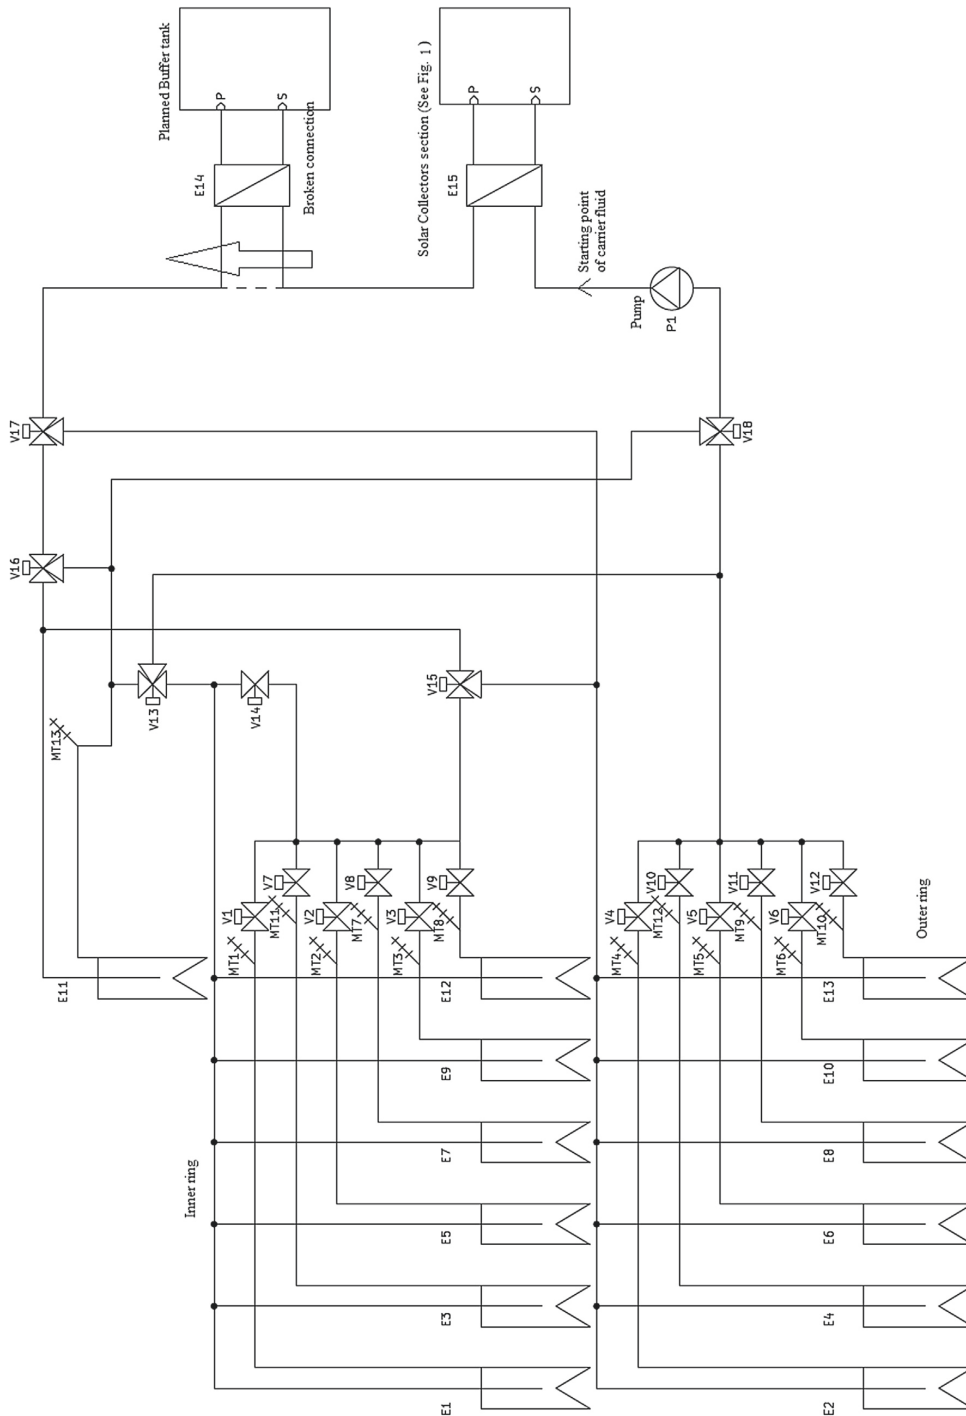 Planned Buffer tank
P
S
E14
Broken connection
Solar Collectors section (See Fig. 1 )
P
S
E15
Starting point
of carrier fluid
Pump
P1
V17
V18
V16
MT13
V13
V14
V15
V1
V7
V2
V8
V3
V9
MT1
MT11
MT2
MT7
MT3
MT8
V4
V10
V5
V11
V6
V12
MT4
MT12
MT5
MT9
MT6
MT10
Outer ring
E11
E12
E13
E9
E10
E7
E8
Inner ring
E5
E6
E3
E4
E1
E2